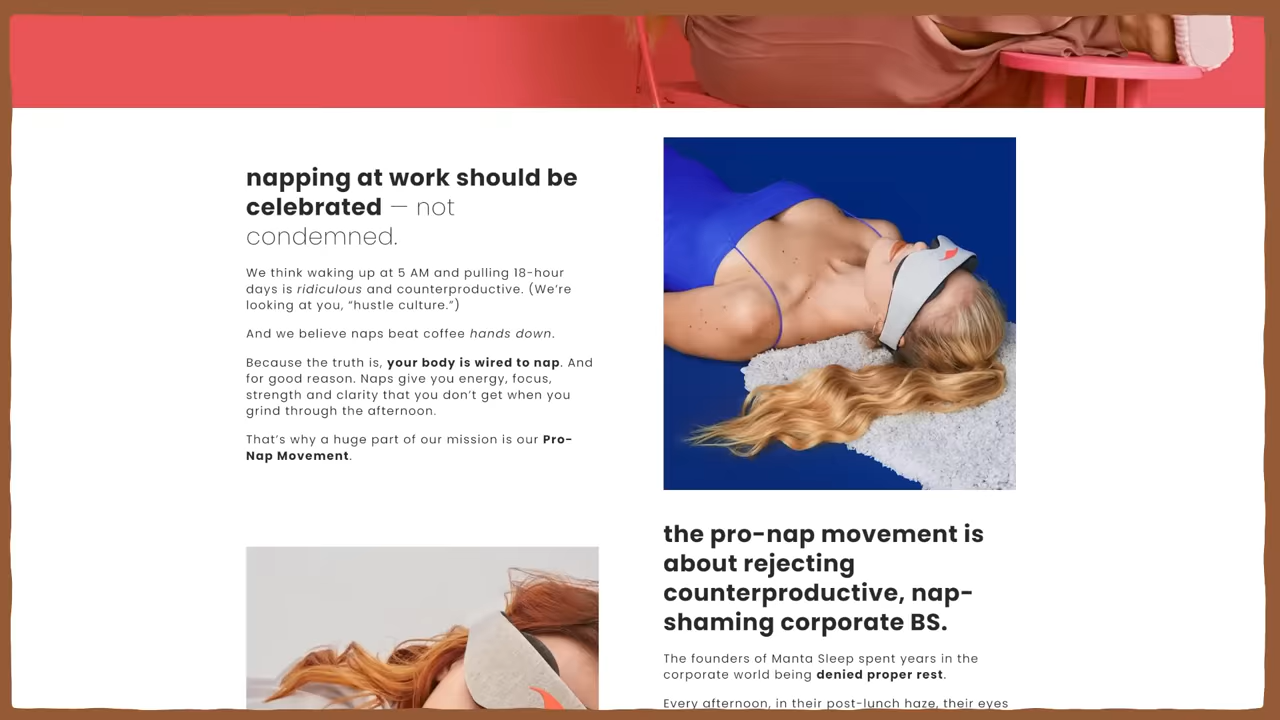 napping at work should be
celebrated — not
condemned.
We think waking up at 5 AM and pulling 18-hour
days is ridiculous and counterproductive. (We’re
looking at you, “hustle culture.”)
And we believe naps beat coffee hands down.
Because the truth is, your body is wired to nap. And
for good reason. Naps give you energy, focus,
strength and clarity that you don’t get when you
grind through the afternoon.
That’s why a huge part of our mission is our Pro-
Nap Movement.
the pro-nap movement is
about rejecting
counterproductive, nap-
shaming corporate BS.
The founders of Manta Sleep spent years in the
corporate world being denied proper rest.
Every afternoon, in their post-lunch haze, their eyes